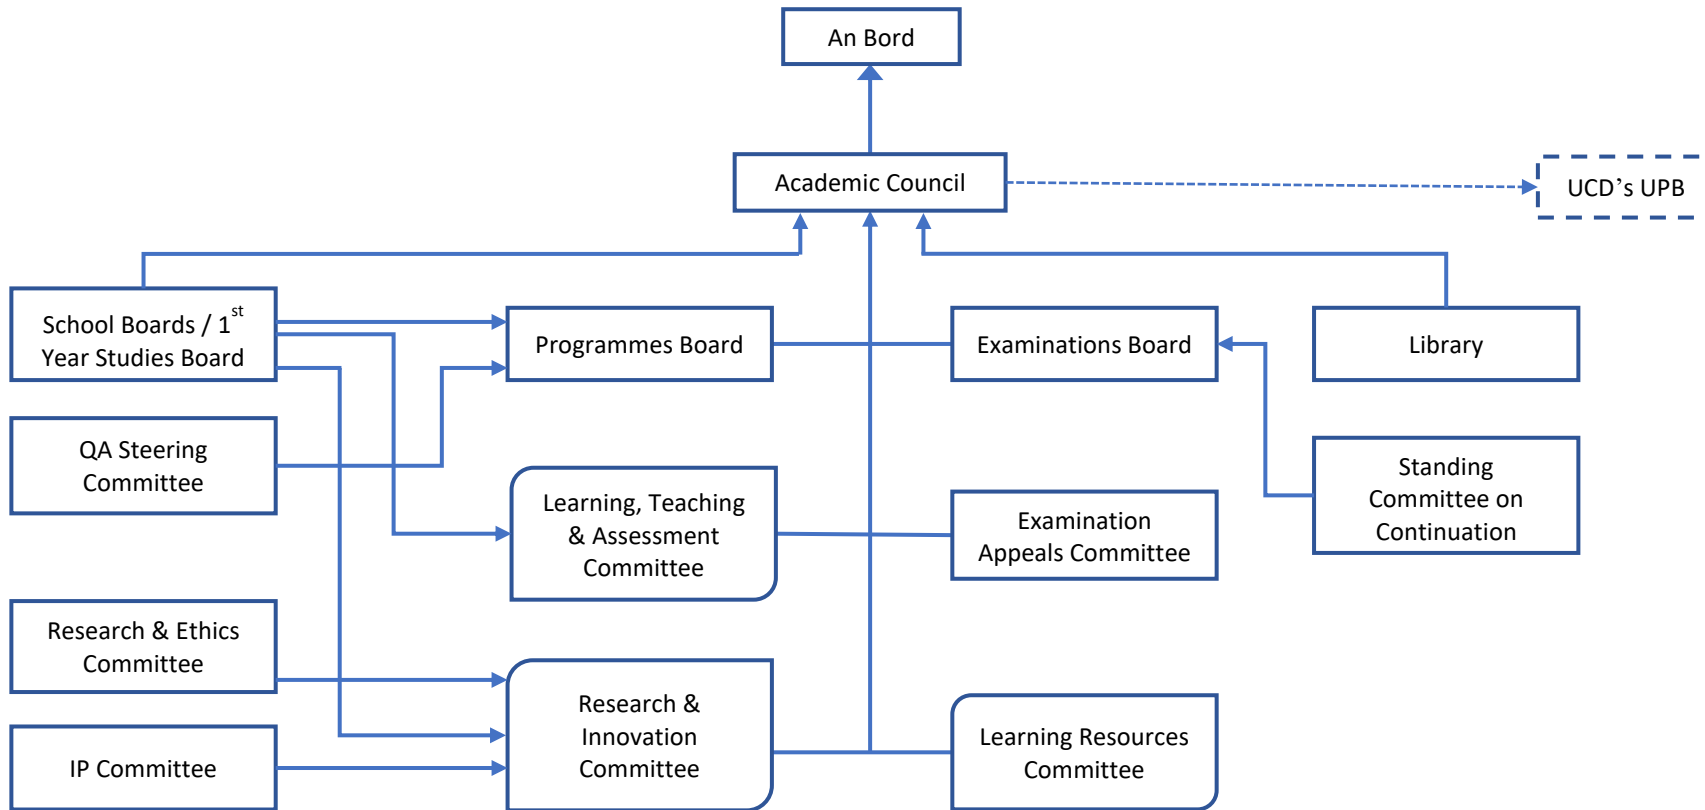 An Bord
Academic Council
UCD’s UPB
School Boards / 1st
Year Studies Board
Programmes Board
Examinations Board
Library
QA Steering
Committee
Learning, Teaching
& Assessment
Committee
Examination
Appeals Committee
Standing
Committee on
Continuation
Research & Ethics
Committee
Research &
Innovation
Committee
Learning Resources
Committee
IP Committee